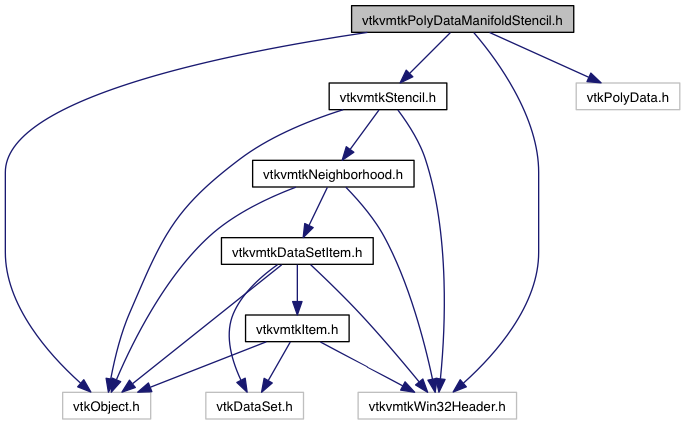 vtkvmtkPolyDataManifoldStencil.h
vtkvmtkStencil.h
vtkPolyData.h
vtkvmtkNeighborhood.h
vtkvmtkDataSetItem.h
vtkvmtkItem.h
vtkObject.h
vtkDataSet.h
vtkvmtkWin32Header.h